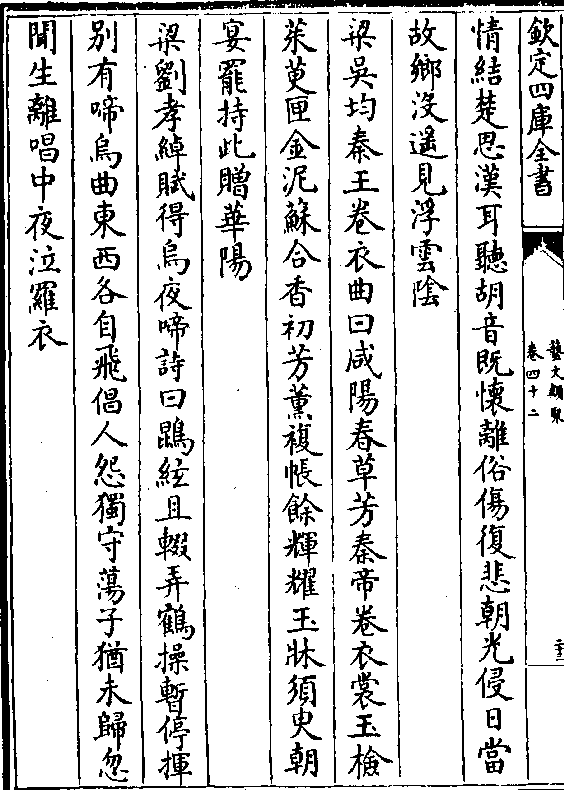 欽定四庫全書
藝文類聚
卷四十二
二十三
情結楚思漢耳聽胡音既懷離俗傷復悲朝光侵日當
故鄉沒遥見浮雲陰
梁吳均秦王卷衣曲曰咸陽春草芳秦帝卷衣裳玉檢
茱萸匣金泥蘇合香初芳薰複帳餘輝耀玉牀須臾朝
宴罷持此贈華陽
梁劉孝綽賦得烏夜啼詩曰鵾絃且輟弄鶴操暫停揮
別有啼烏曲東西各自飛倡人怨獨守蕩子猶未歸忽
聞生離唱中夜泣羅衣